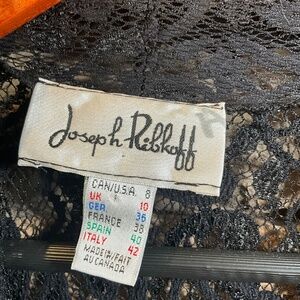 Joseph Ribkoff
CAN/U.S.A. 8
UK 10
GER 36
FRANCE 38
SPAIN 40
ITALY 42
MADE IN/FAIT
AU CANADA